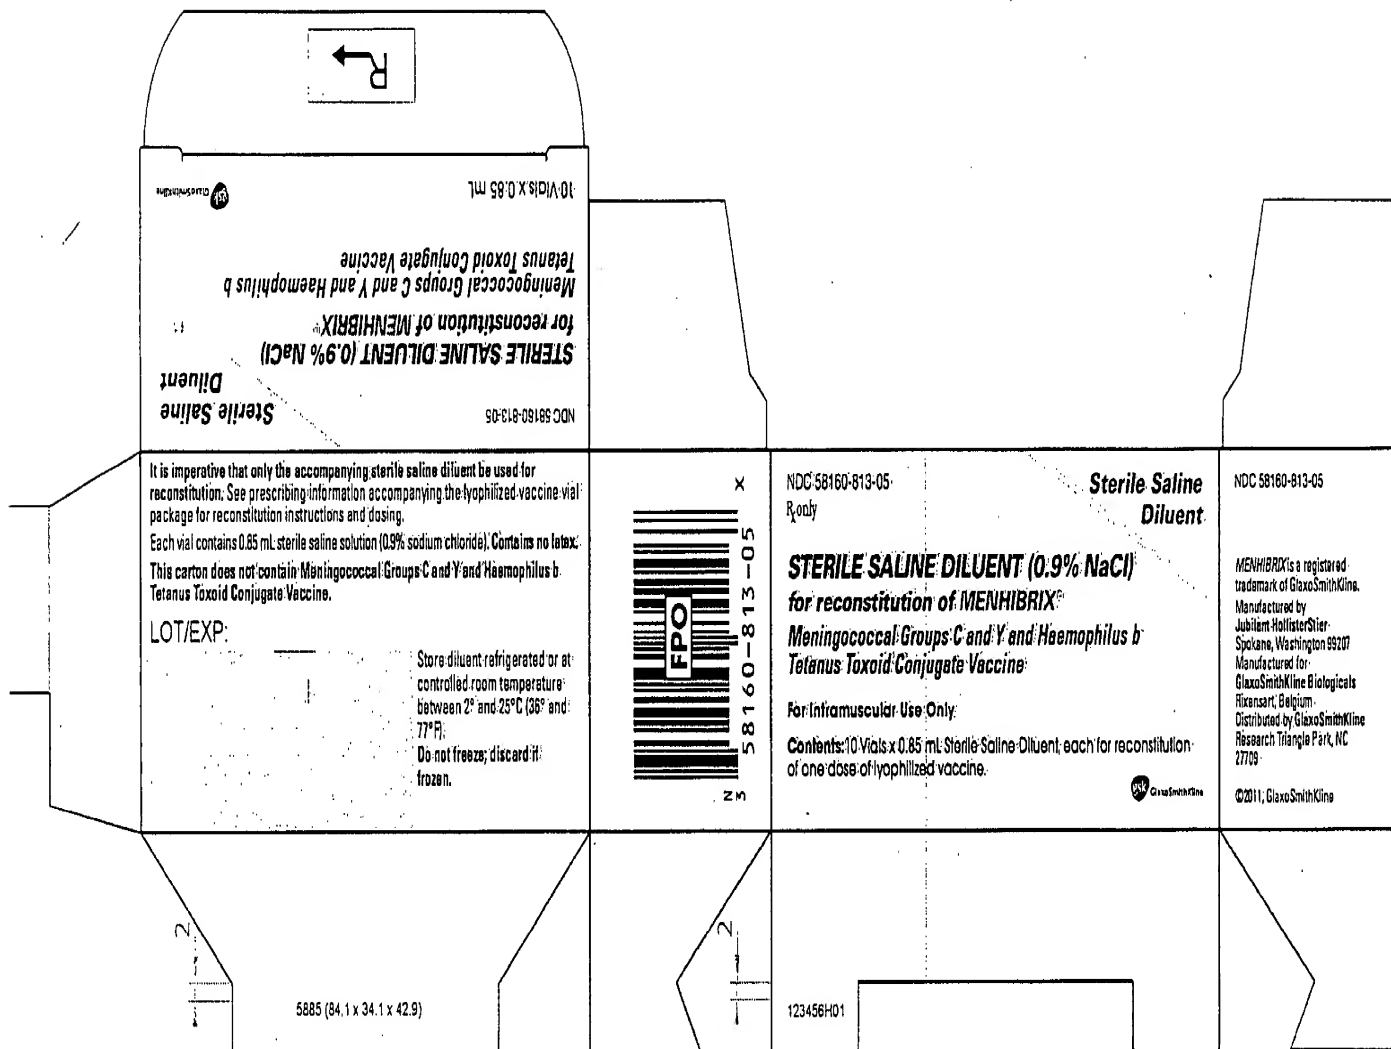 R
10 Vials x 0.85 mL
gsk GlaxoSmithKline
Meningococcal Groups C and Y and Haemophilus b
Tetanus Toxoid Conjugate Vaccine
for reconstitution of MENHIBRIX
STERILE SALINE DILUENT (0.9% NaCl)
Sterile Saline
Diluent
NDC 58160-813-05
It is imperative that only the accompanying sterile saline diluent be used for
reconstitution. See prescribing information accompanying the lyophilized vaccine vial
package for reconstitution instructions and dosing.
Each vial contains 0.85 mL sterile saline solution (0.9% sodium chloride). Contains no latex.
This carton does not contain Meningococcal Groups C and Y and Haemophilus b
Tetanus Toxoid Conjugate Vaccine.
LOT/EXP:
Store diluent refrigerated or at
controlled room temperature
between 2° and 25°C (36° and
77°F).
Do not freeze; discard if
frozen.
X
FPO
58160-813-05
N3
NDC 58160-813-05
Rx only
Sterile Saline
Diluent
STERILE SALINE DILUENT (0.9% NaCl)
for reconstitution of MENHIBRIX®
Meningococcal Groups C and Y and Haemophilus b
Tetanus Toxoid Conjugate Vaccine
For Intramuscular Use Only
Contents: 10 Vials x 0.85 mL Sterile Saline Diluent, each for reconstitution
of one dose of lyophilized vaccine.
gsk GlaxoSmithKline
NDC 58160-813-05
MENHIBRIX is a registered
trademark of GlaxoSmithKline.
Manufactured by
Jubilant HollisterStier
Spokane, Washington 99207
Manufactured for
GlaxoSmithKline Biologicals
Rixensart, Belgium
Distributed by GlaxoSmithKline
Research Triangle Park, NC
27709
©2011, GlaxoSmithKline
2
5885 (84.1 x 34.1 x 42.9)
2
123456H01